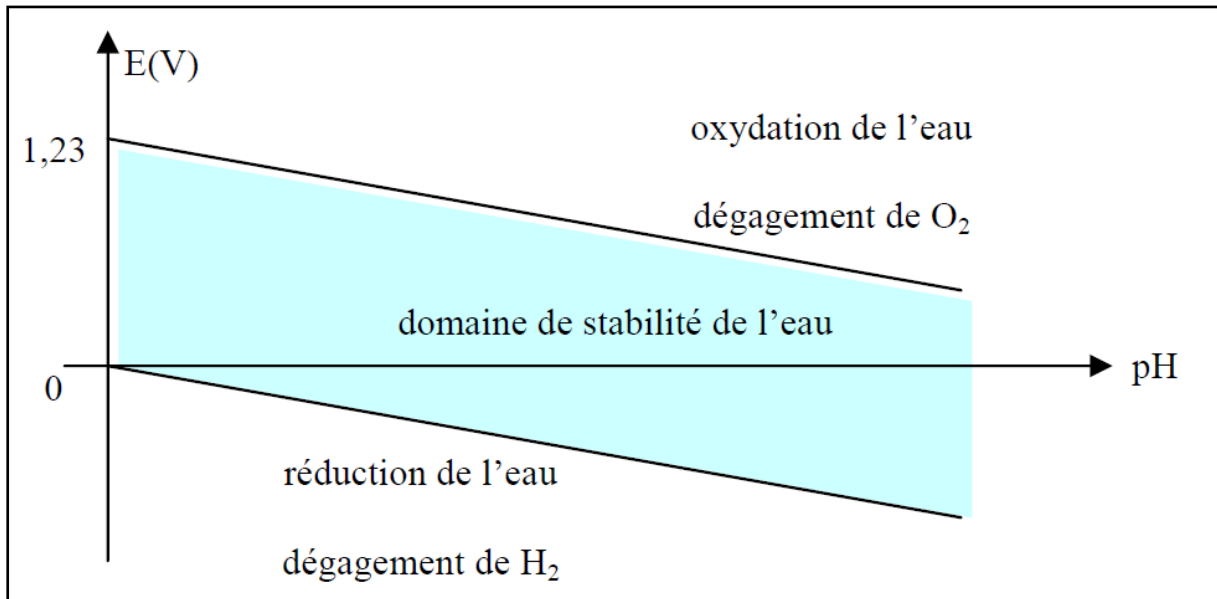 E(V)
1,23
oxydation de l’eau
dégagement de O₂
domaine de stabilité de l’eau
0
pH
réduction de l’eau
dégagement de H₂